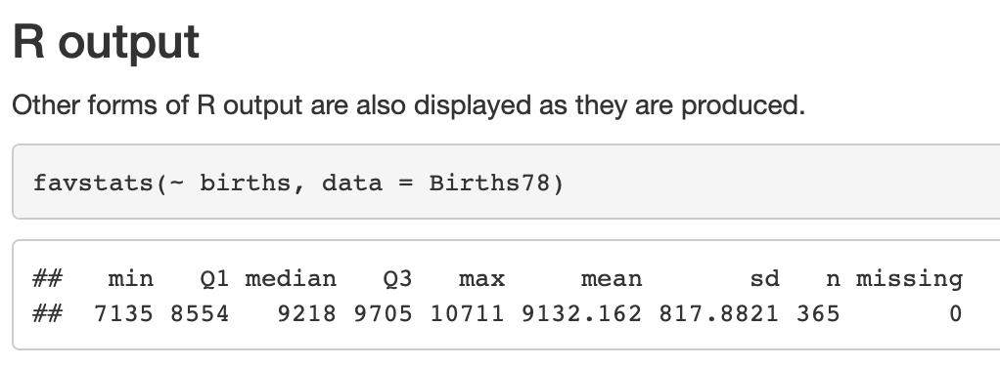 R output
Other forms of R output are also displayed as they are produced.
favstats(~ births, data = Births78)
##   min   Q1 median   Q3   max     mean       sd   n missing
##  7135 8554   9218 9705 10711 9132.162 817.8821 365       0